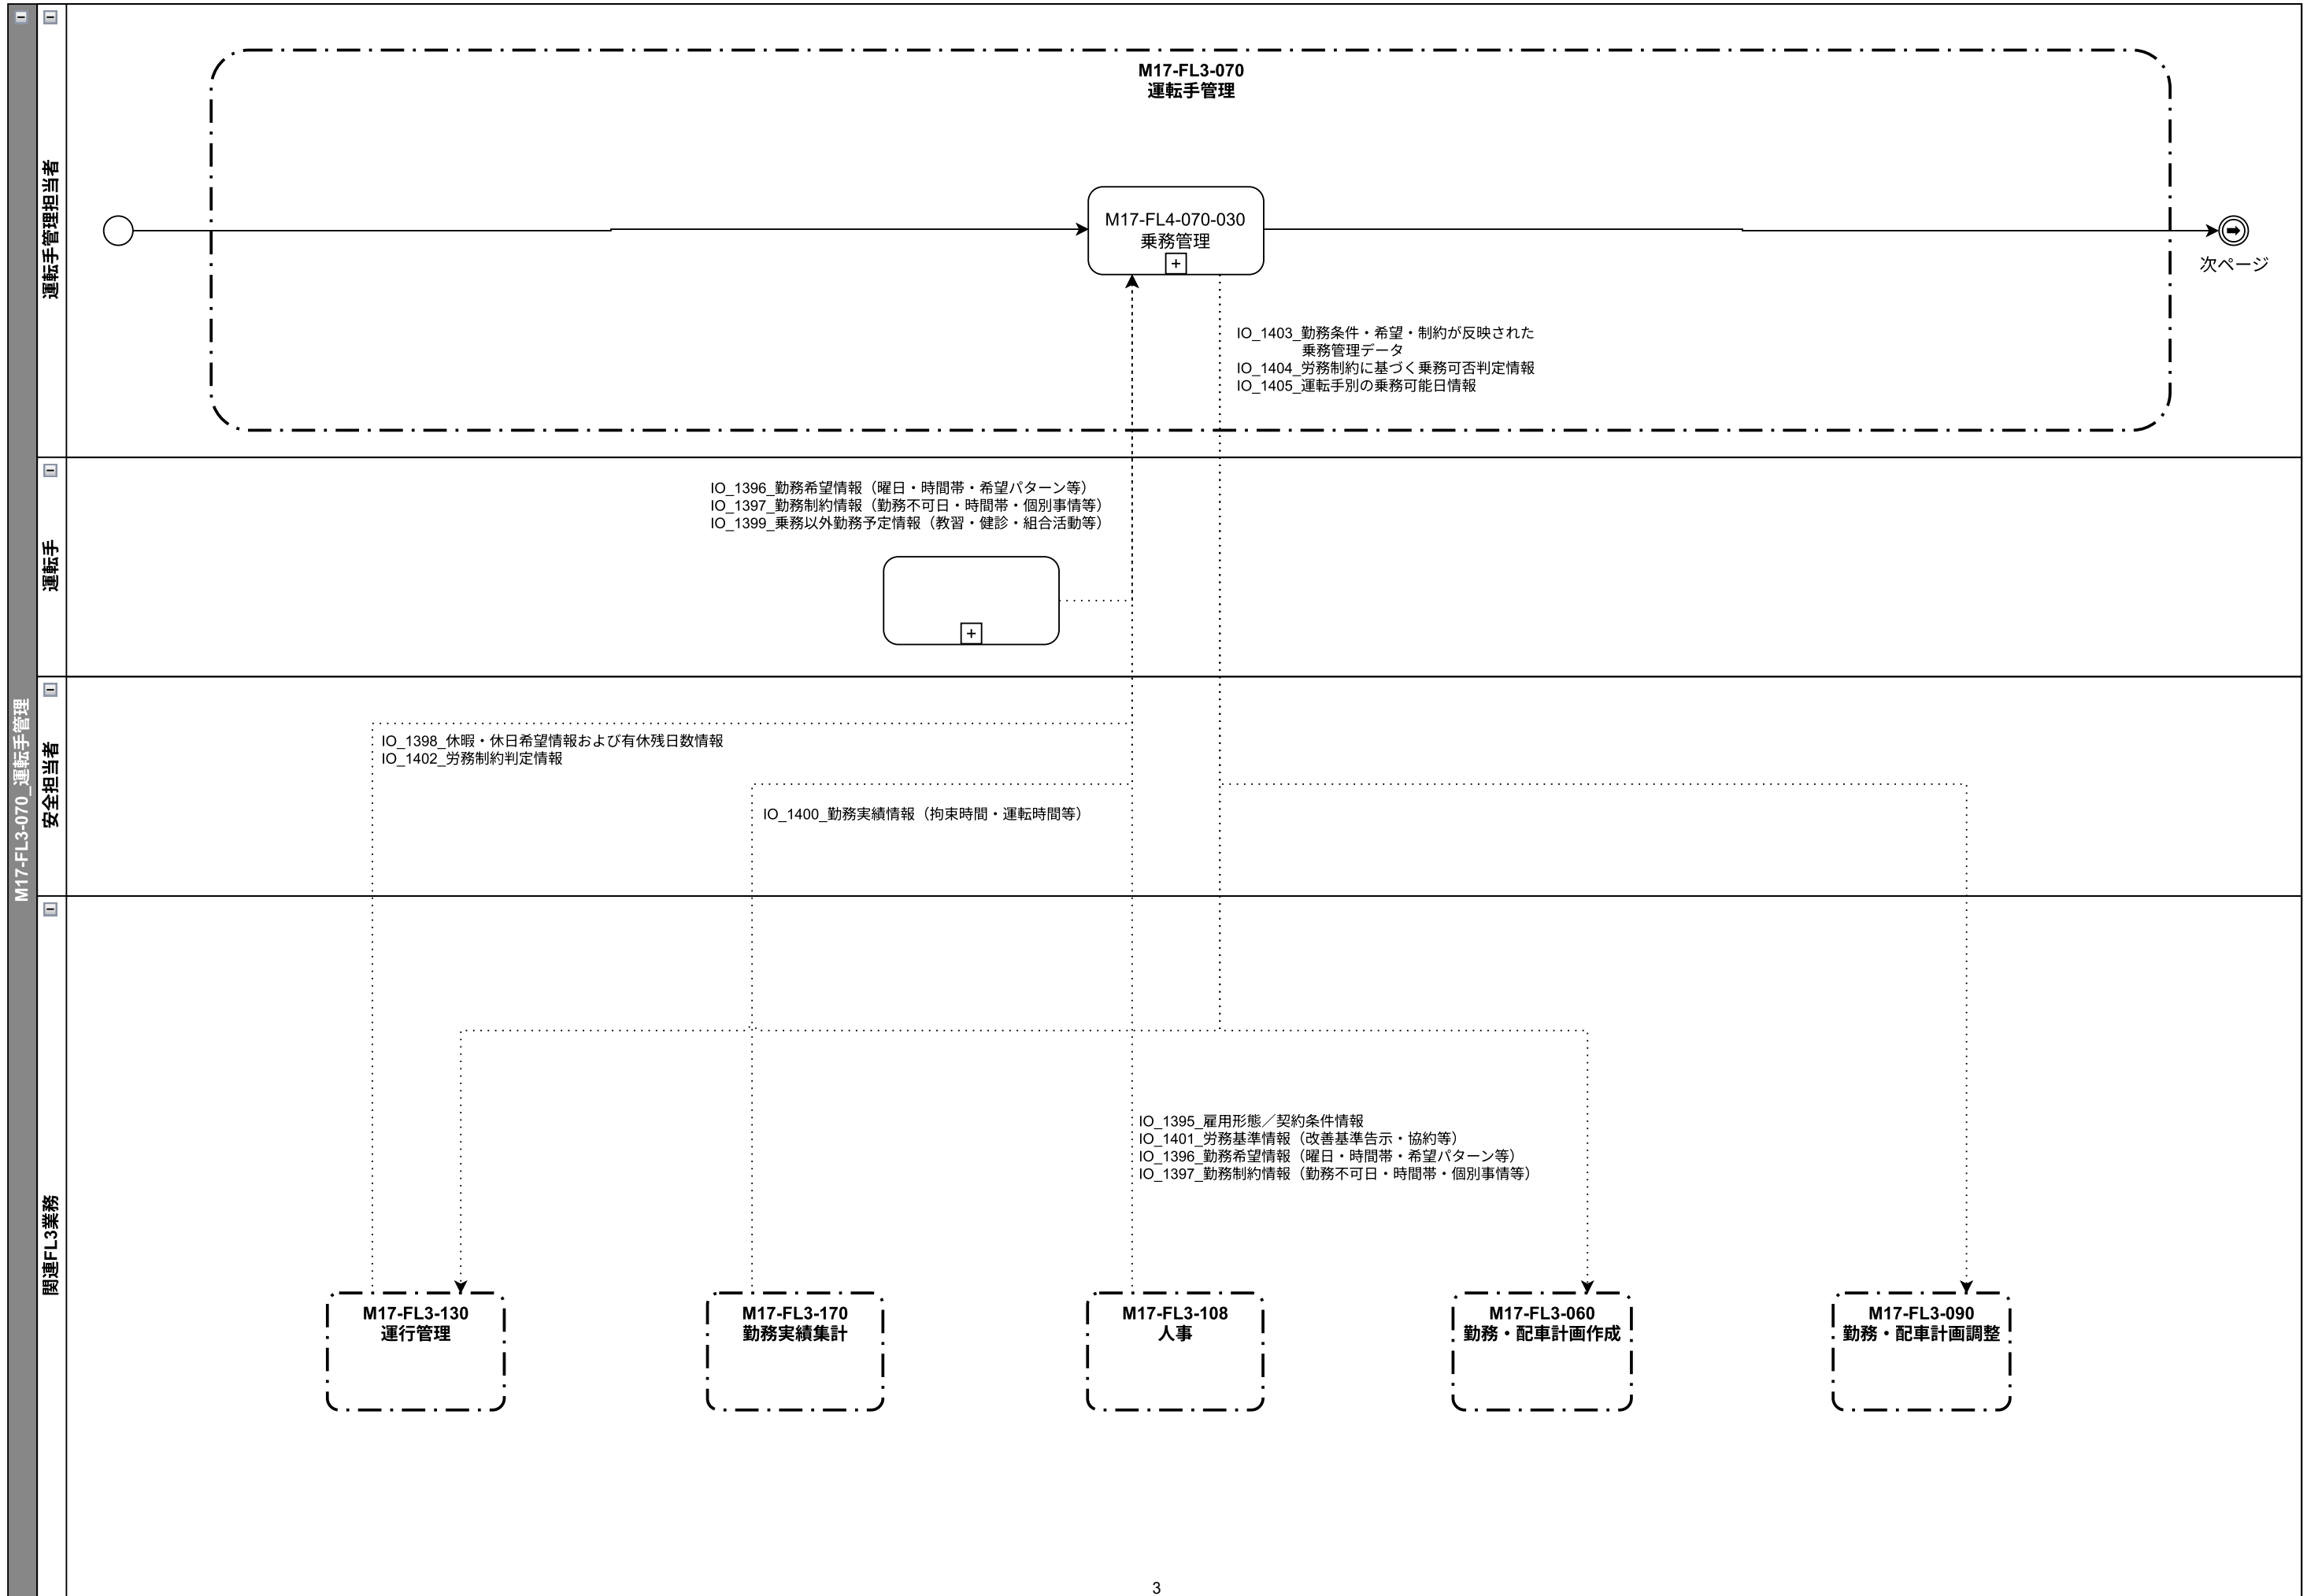 M17-FL3-070_運転手管理
運転手管理担当者
M17-FL3-070
運転手管理
M17-FL4-070-030
乗務管理
次ページ
IO_1403_勤務条件・希望・制約が反映された
乗務管理データ
IO_1404_労務制約に基づく乗務可否判定情報
IO_1405_運転手別の乗務可能日情報
運転手
IO_1396_勤務希望情報（曜日・時間帯・希望パターン等）
IO_1397_勤務制約情報（勤務不可日・時間帯・個別事情等）
IO_1399_乗務以外勤務予定情報（教習・健診・組合活動等）
安全担当者
IO_1398_休暇・休日希望情報および有休残日数情報
IO_1402_労務制約判定情報
IO_1400_勤務実績情報（拘束時間・運転時間等）
関連FL3業務
IO_1395_雇用形態／契約条件情報
IO_1401_労務基準情報（改善基準告示・協約等）
IO_1396_勤務希望情報（曜日・時間帯・希望パターン等）
IO_1397_勤務制約情報（勤務不可日・時間帯・個別事情等）
M17-FL3-130
運行管理
M17-FL3-170
勤務実績集計
M17-FL3-108
人事
M17-FL3-060
勤務・配車計画作成
M17-FL3-090
勤務・配車計画調整
3